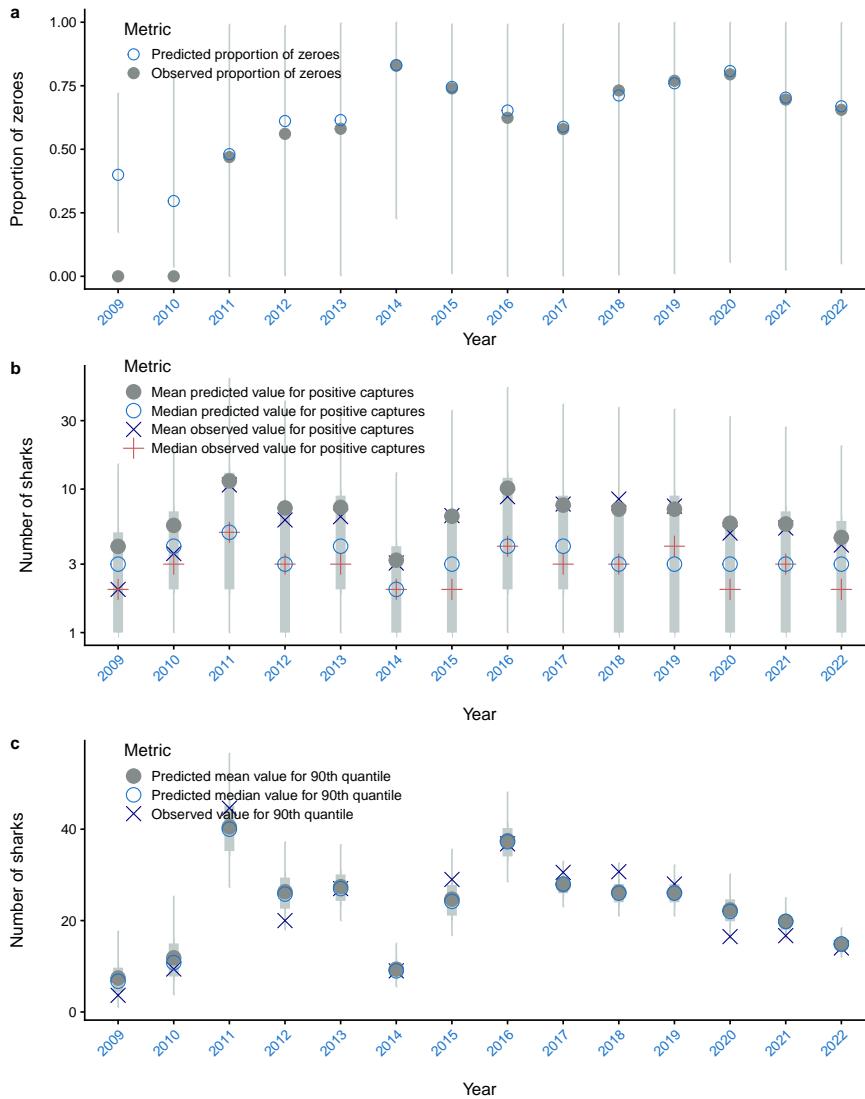 a
Metric
Predicted proportion of zeroes
Observed proportion of zeroes
Proportion of zeroes
1.00
0.75
0.50
0.25
0.00
2009 2010 2011 2012 2013 2014 2015 2016 2017 2018 2019 2020 2021 2022
Year
b
Metric
Mean predicted value for positive captures
Median predicted value for positive captures
Mean observed value for positive captures
Median observed value for positive captures
Number of sharks
30
10
3
1
2009 2010 2011 2012 2013 2014 2015 2016 2017 2018 2019 2020 2021 2022
Year
c
Metric
Predicted mean value for 90th quantile
Predicted median value for 90th quantile
Observed value for 90th quantile
Number of sharks
40
20
0
2009 2010 2011 2012 2013 2014 2015 2016 2017 2018 2019 2020 2021 2022
Year